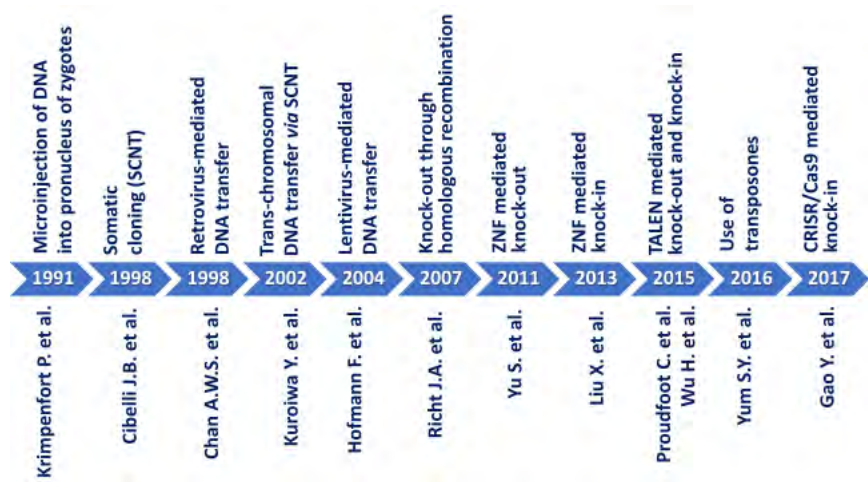 Microinjection of DNA
into pronucleus of zygotes
Somatic
cloning (SCNT)
Retrovirus-mediated
DNA transfer
Trans-chromosomal
DNA transfer via SCNT
Lentivirus-mediated
DNA transfer
Knock-out through
homologous recombination
ZNF mediated
knock-out
ZNF mediated
knock-in
TALEN mediated
knock-out and knock-in
Use of
transposones
CRISR/Cas9 mediated
knock-in
1991
1998
1998
2002
2004
2007
2011
2013
2015
2016
2017
Krimpenfort P. et al.
Cibelli J.B. et al.
Chan A.W.S. et al.
Kuroiwa Y. et al.
Hofmann F. et al.
Richt J.A. et al.
Yu S. et al.
Liu X. et al.
Proudfoot C. et al.
Wu H. et al.
Yum S.Y. et al.
Gao Y. et al.